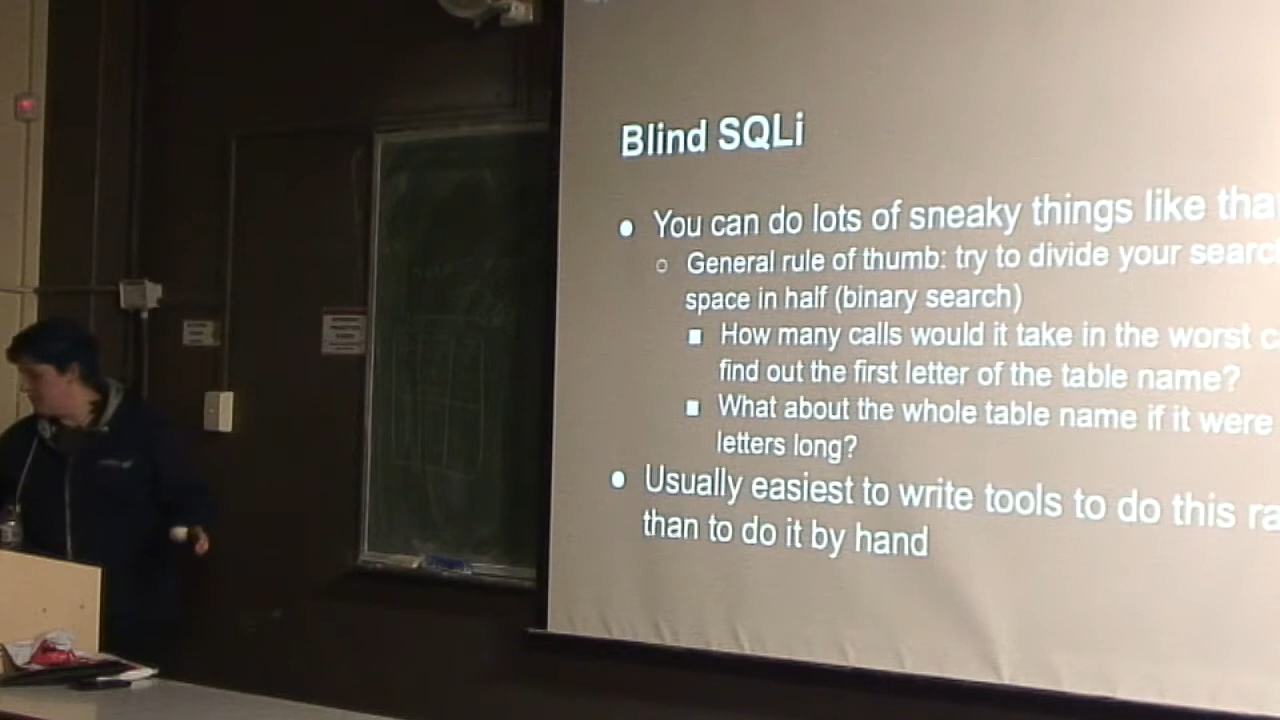 Blind SQLi
You can do lots of sneaky things like tha
General rule of thumb: try to divide your searc
space in half (binary search)
How many calls would it take in the worst c
find out the first letter of the table name?
What about the whole table name if it were
letters long?
Usually easiest to write tools to do this ra
than to do it by hand